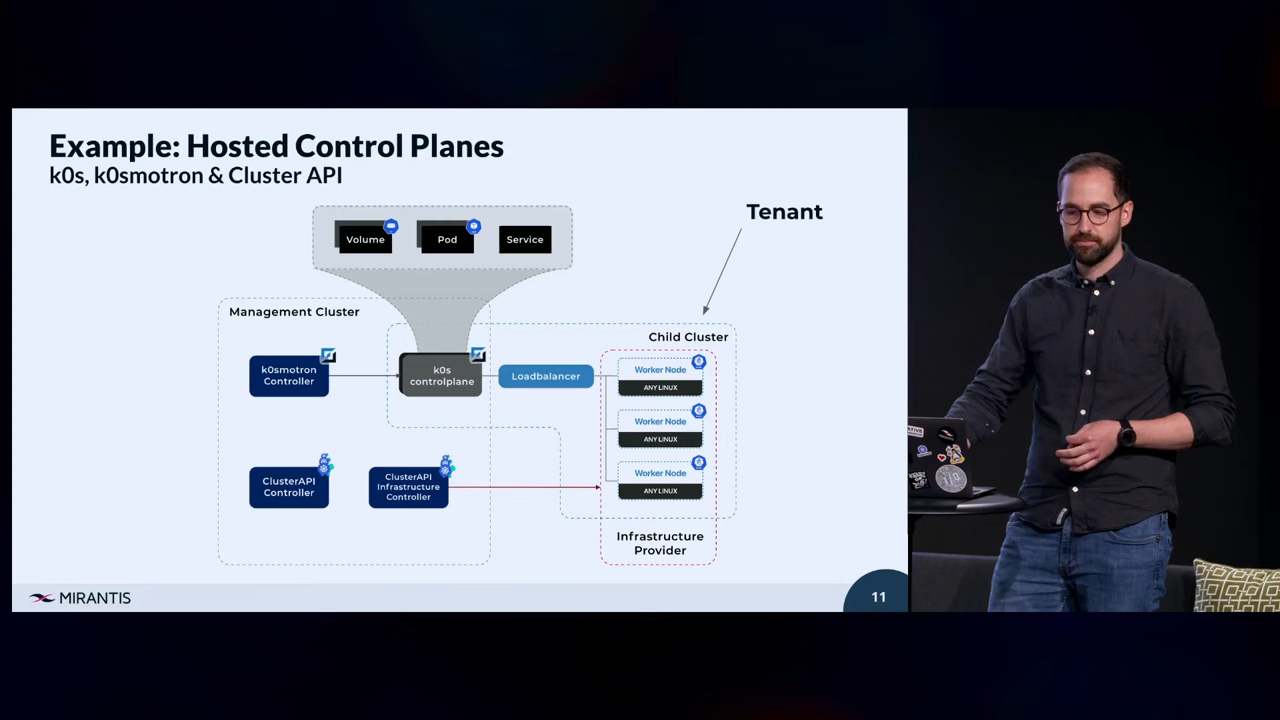 Example: Hosted Control Planes
k0s, k0smotron & Cluster API
Tenant
Volume
Pod
Service
Management Cluster
Child Cluster
k0smotron
Controller
k0s
controlplane
Loadbalancer
Worker Node
ANY LINUX
Worker Node
ANY LINUX
Worker Node
ANY LINUX
ClusterAPI
Controller
ClusterAPI
Infrastructure
Controller
Infrastructure
Provider
MIRANTIS
11